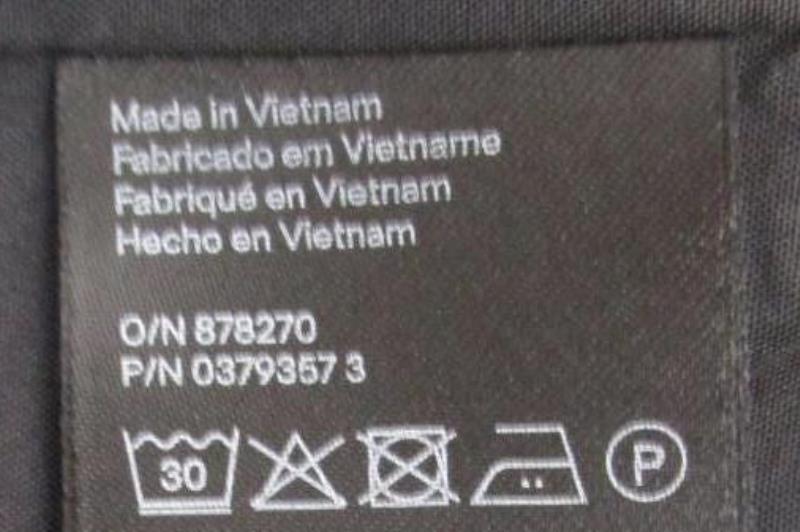 Made in Vietnam
Fabricado em Vietname
Fabriqué en Vietnam
Hecho en Vietnam
O/N 878270
P/N 0379357 3
30 P